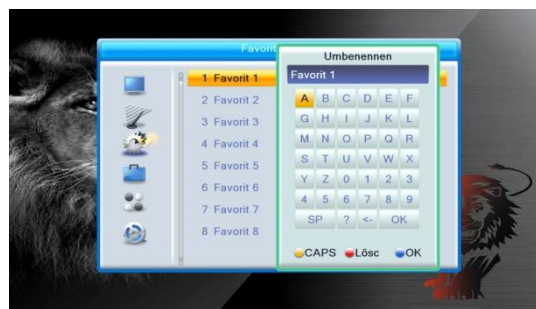 Favorit
Umbenennen
Favorit 1
1 Favorit 1
2 Favorit 2
3 Favorit 3
4 Favorit 4
5 Favorit 5
6 Favorit 6
7 Favorit 7
8 Favorit 8
A B C D E F
G H I J K L
M N O P Q R
S T U V W X
Y Z 0 1 2 3
4 5 6 7 8 9
SP ? <- OK
CAPS Lösc OK